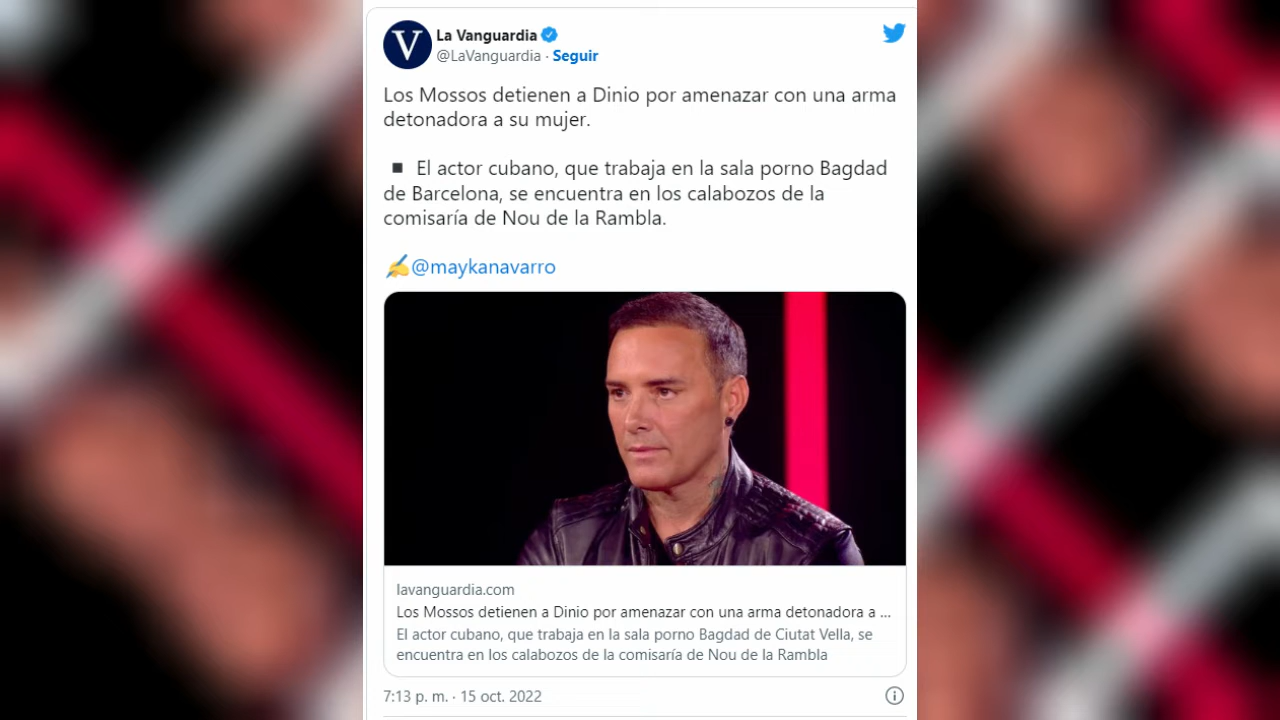 La Vanguardia
@LaVanguardia · Seguir
Los Mossos detienen a Dinio por amenazar con una arma
detonadora a su mujer.
▪️ El actor cubano, que trabaja en la sala porno Bagdad
de Barcelona, se encuentra en los calabozos de la
comisaría de Nou de la Rambla.
✍️@maykanavarro
lavanguardia.com
Los Mossos detienen a Dinio por amenazar con una arma detonadora a ...
El actor cubano, que trabaja en la sala porno Bagdad de Ciutat Vella, se
encuentra en los calabozos de la comisaría de Nou de la Rambla
7:13 p. m. · 15 oct. 2022